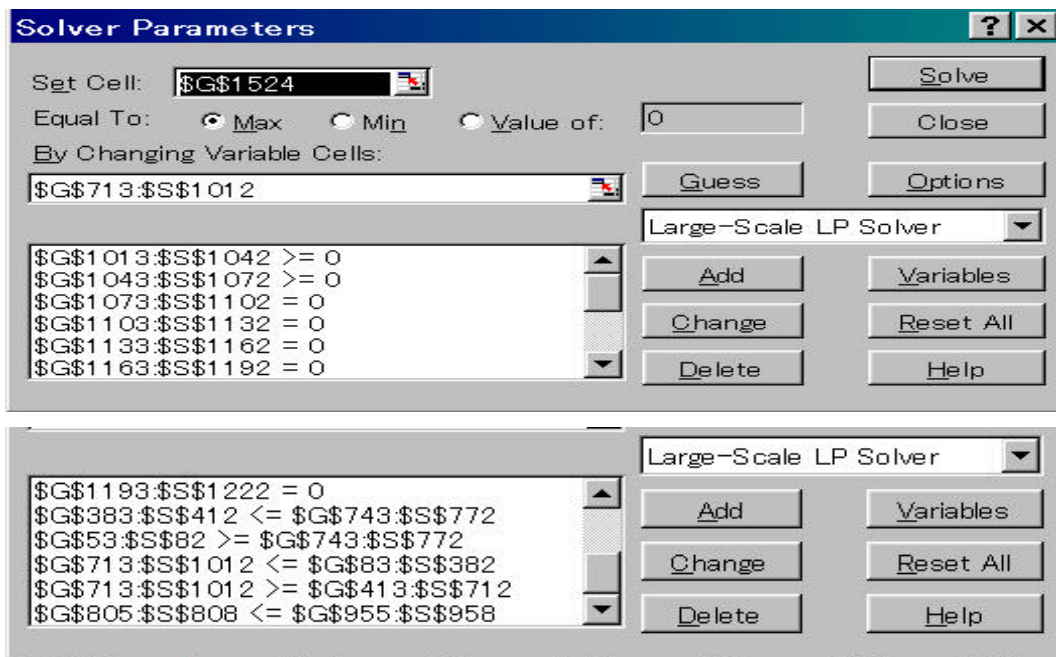 Solver Parameters
Set Cell: $G$1524 Solve
Equal To: Max Min Value of: 0 Close
By Changing Variable Cells:
$G$713:$S$1012 Guess Options
Large-Scale LP Solver
$G$1013:$S$1042 >= 0
$G$1043:$S$1072 >= 0 Add Variables
$G$1073:$S$1102 = 0
$G$1103:$S$1132 = 0 Change Reset All
$G$1133:$S$1162 = 0
$G$1163:$S$1192 = 0 Delete Help
Large-Scale LP Solver
$G$1193:$S$1222 = 0
$G$383:$S$412 <= $G$743:$S$772 Add Variables
$G$53:$S$82 >= $G$743:$S$772
$G$713:$S$1012 <= $G$83:$S$382 Change Reset All
$G$713:$S$1012 >= $G$413:$S$712
$G$805:$S$808 <= $G$955:$S$958 Delete Help